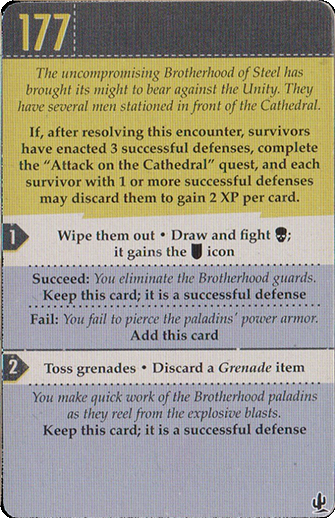 177
The uncompromising Brotherhood of Steel has
brought its might to bear against the Unity. They
have several men stationed in front of the Cathedral.
If, after resolving this encounter, survivors
have enacted 3 successful defenses, complete
the “Attack on the Cathedral” quest, and each
survivor with 1 or more successful defenses
may discard them to gain 2 XP per card.
1
Wipe them out • Draw and fight ;
it gains the icon
Succeed: You eliminate the Brotherhood guards.
Keep this card; it is a successful defense
Fail: You fail to pierce the paladins’ power armor.
Add this card
2
Toss grenades • Discard a Grenade item
You make quick work of the Brotherhood paladins
as they reel from the explosive blasts.
Keep this card; it is a successful defense